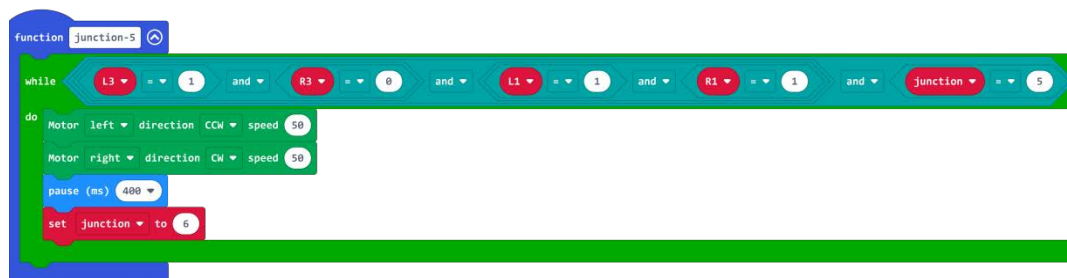 function junction-5
while L3 = 1 and R3 = 0 and L1 = 1 and R1 = 1 and junction = 5
do
Motor left direction CCW speed 50
Motor right direction CW speed 50
pause (ms) 400
set junction to 6